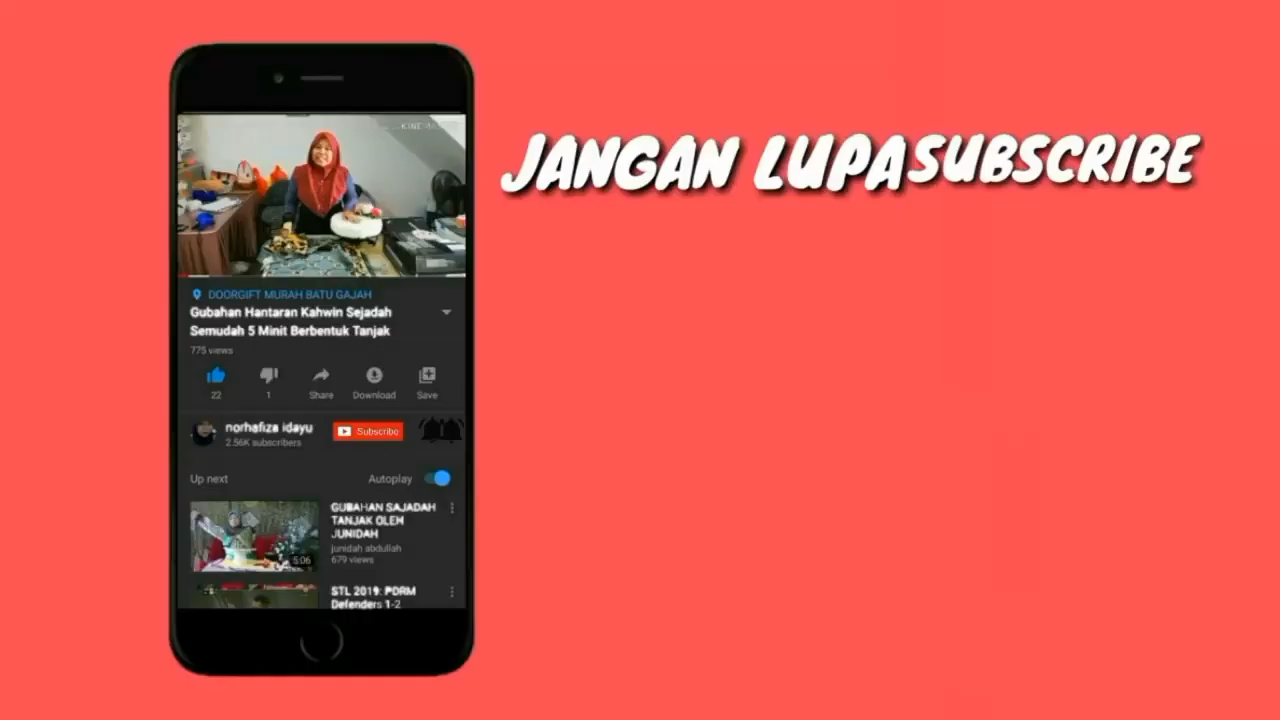 JANGAN LUPA SUBSCRIBE
DOORGIFT MURAH BATU GAJAH
Gubahan Hantaran Kahwin Sejadah
Semudah 5 Minit Berbentuk Tanjak
775 views
22
1
Share
Download
Save
norhafiza idayu
2.56K subscribers
Subscribe
Up next
Autoplay
GUBAHAN SAJADAH
TANJAK OLEH
JUNIDAH
junidah abdullah
679 views
5:06
STL 2019: PDRM
Defenders 1-2